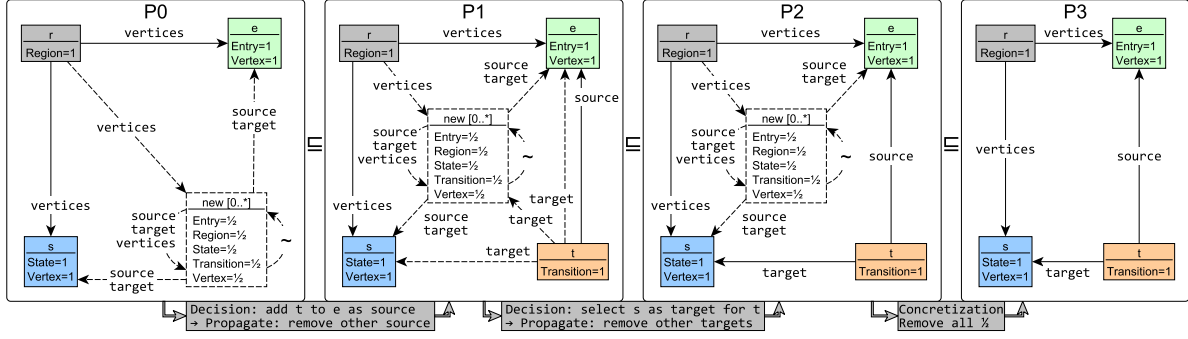 P0
r
Region=1
vertices
e
Entry=1
Vertex=1
vertices
source
target
vertices
new [0..*]
Entry=½
Region=½
State=½
Transition=½
Vertex=½
source
target
vertices
~
s
State=1
Vertex=1
source
target
⊑
P1
r
Region=1
vertices
e
Entry=1
Vertex=1
vertices
source
target
source
new [0..*]
Entry=½
Region=½
State=½
Transition=½
Vertex=½
source
target
vertices
~
vertices
source
target
target
target
target
s
State=1
Vertex=1
t
Transition=1
⊑
P2
r
Region=1
vertices
e
Entry=1
Vertex=1
vertices
source
target
new [0..*]
Entry=½
Region=½
State=½
Transition=½
Vertex=½
source
target
vertices
~
source
vertices
source
target
s
State=1
Vertex=1
target
t
Transition=1
⊑
P3
r
Region=1
vertices
e
Entry=1
Vertex=1
vertices
source
s
State=1
Vertex=1
target
t
Transition=1
Decision: add t to e as source
→ Propagate: remove other source
Decision: select s as target for t
→ Propagate: remove other targets
Concretization
Remove all ½